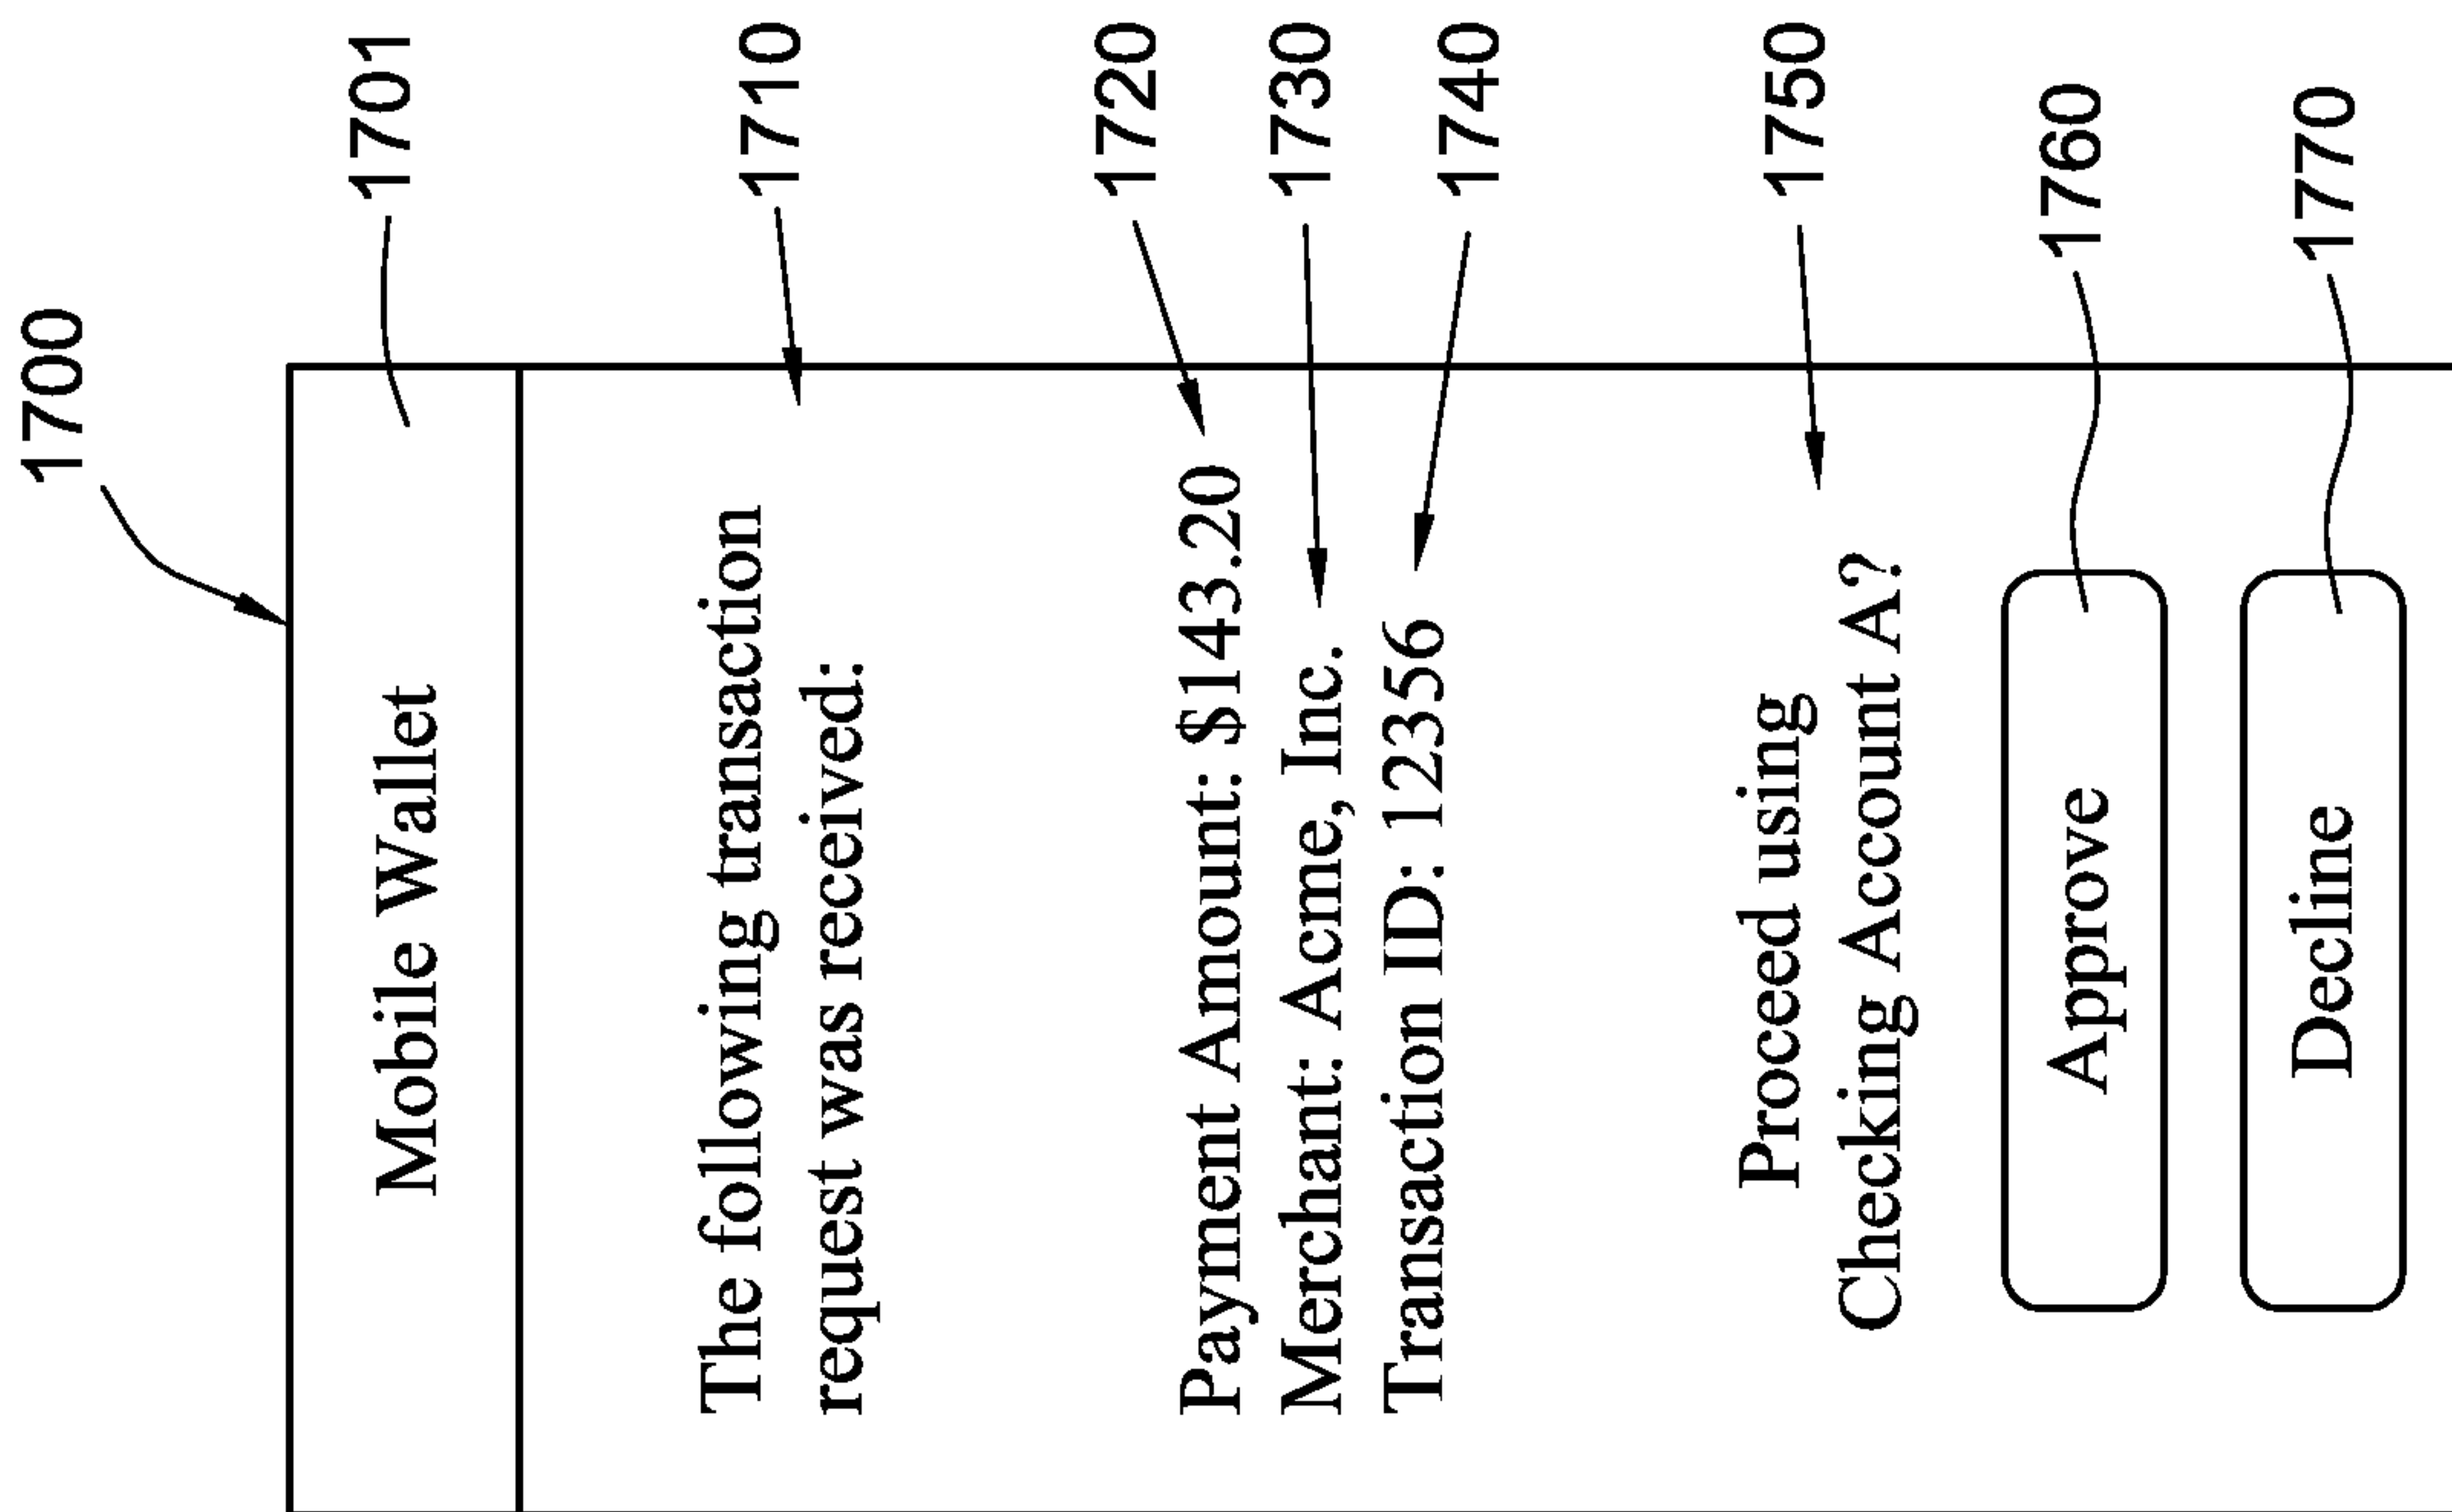 1700
Mobile Wallet 1701
The following transaction 1710
request was received:
1720
Payment Amount: $143.20
Merchant: Acme, Inc. 1730
Transaction ID: 12356 1740
Proceed using 1750
Checking Account A?
Approve 1760
Decline 1770